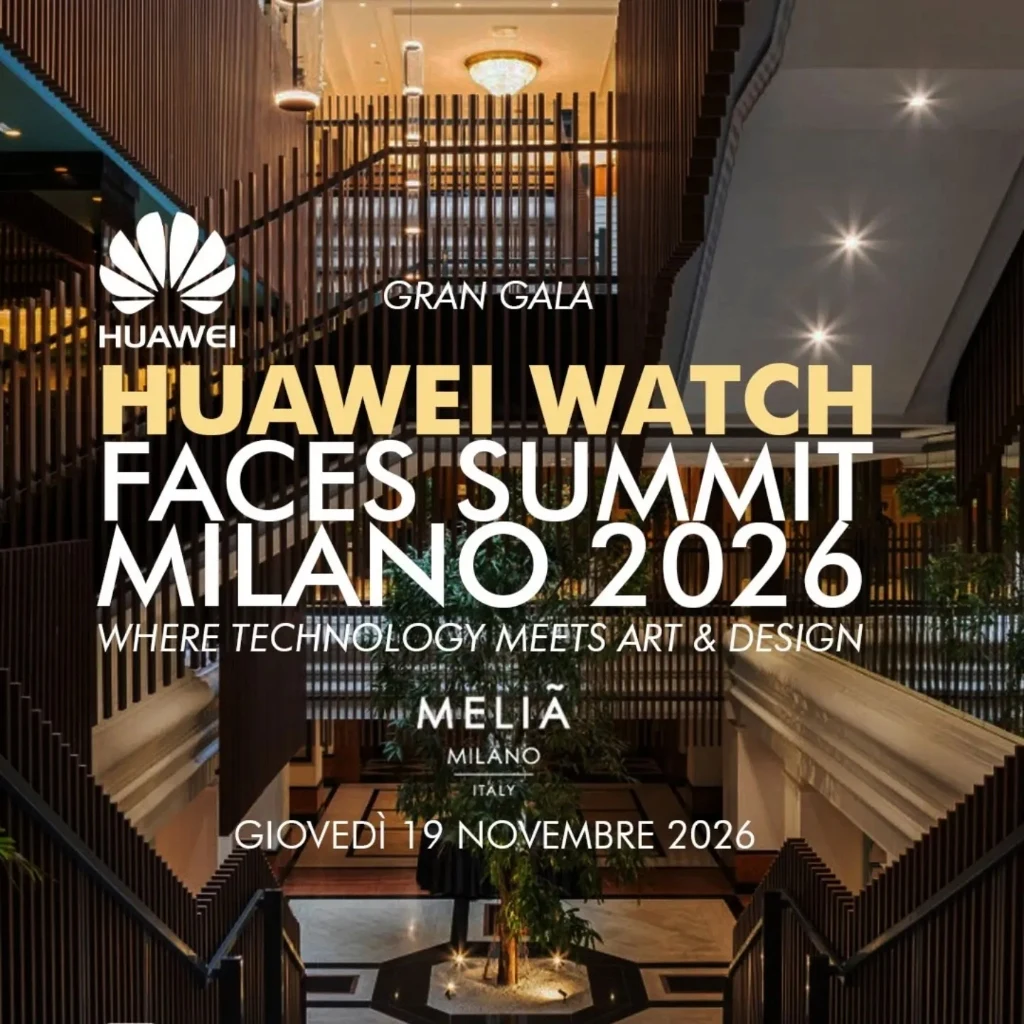 HUAWEI
GRAN GALA
HUAWEI WATCH
FACES SUMMIT
MILANO 2026
WHERE TECHNOLOGY MEETS ART & DESIGN
MELIÃ
MILANO
ITALY
GIOVEDÌ 19 NOVEMBRE 2026